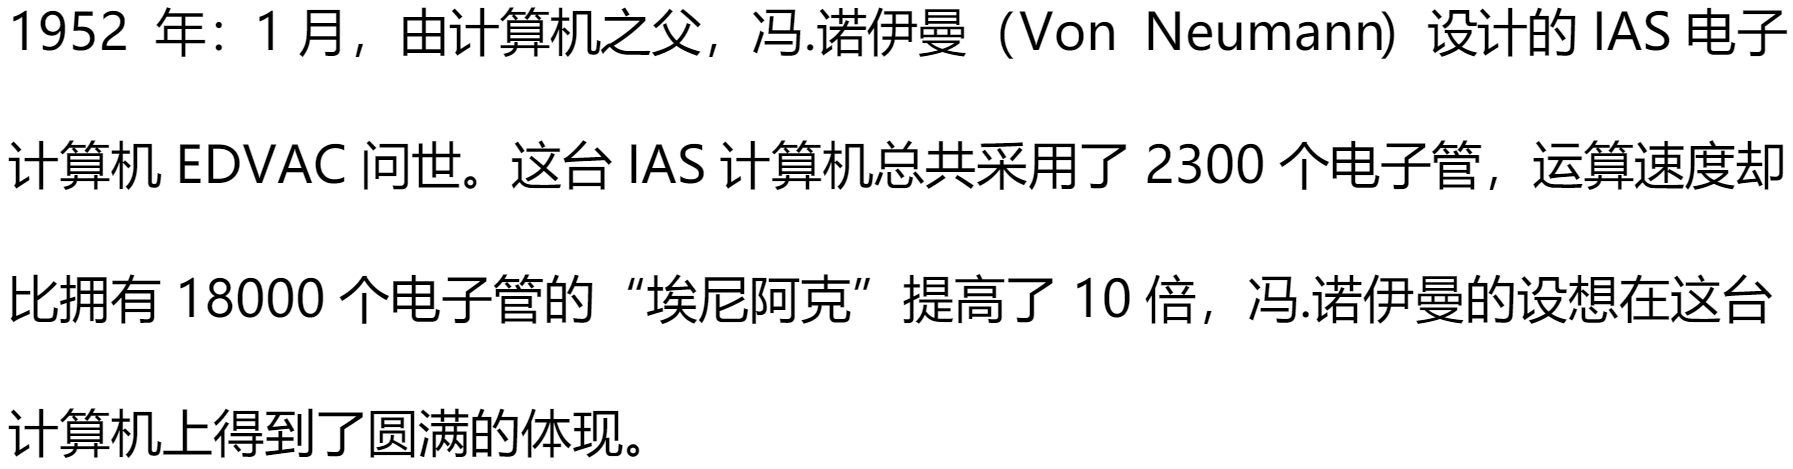 1952 年：1 月，由计算机之父，冯.诺伊曼（Von Neumann）设计的 IAS 电子
计算机 EDVAC 问世。这台 IAS 计算机总共采用了 2300 个电子管，运算速度却
比拥有 18000 个电子管的“埃尼阿克”提高了 10 倍，冯.诺伊曼的设想在这台
计算机上得到了圆满的体现。